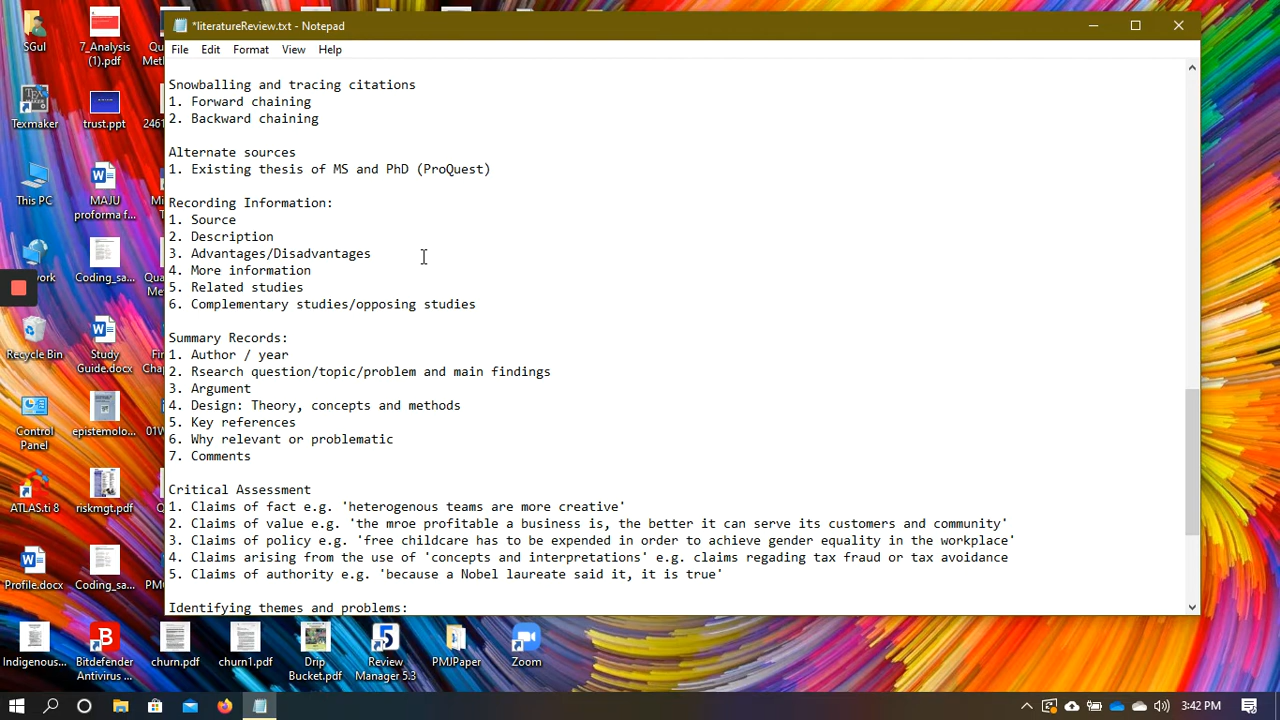 *literatureReview.txt - Notepad
File Edit Format View Help
Snowballing and tracing citations
1. Forward chaining
2. Backward chaining
Alternate sources
1. Existing thesis of MS and PhD (ProQuest)
Recording Information:
1. Source
2. Description
3. Advantages/Disadvantages
4. More information
5. Related studies
6. Complementary studies/opposing studies
Summary Records:
1. Author / year
2. Rsearch question/topic/problem and main findings
3. Argument
4. Design: Theory, concepts and methods
5. Key references
6. Why relevant or problematic
7. Comments
Critical Assessment
1. Claims of fact e.g. 'heterogenous teams are more creative'
2. Claims of value e.g. 'the mroe profitable a business is, the better it can serve its customers and community'
3. Claims of policy e.g. 'free childcare has to be expended in order to achieve gender equality in the workplace'
4. Claims arising from the use of 'concepts and interpretations' e.g. claims regading tax fraud or tax avoidance
5. Claims of authority e.g. 'because a Nobel laureate said it, it is true'
Identifying themes and problems:
SGul
7_Analysis
(1).pdf
Texmaker
trust.ppt
This PC
MAJU
proforma f...
Coding_sa...
Recycle Bin
Study
Guide.docx
Control
Panel
epistemolo...
ATLAS.ti 8
riskmgt.pdf
Profile.docx
Coding_sa...
Indigenous...
Bitdefender
Antivirus ...
churn.pdf
churn1.pdf
Drip
Bucket.pdf
Review
Manager 5.3
PMJPaper
Zoom
3:42 PM